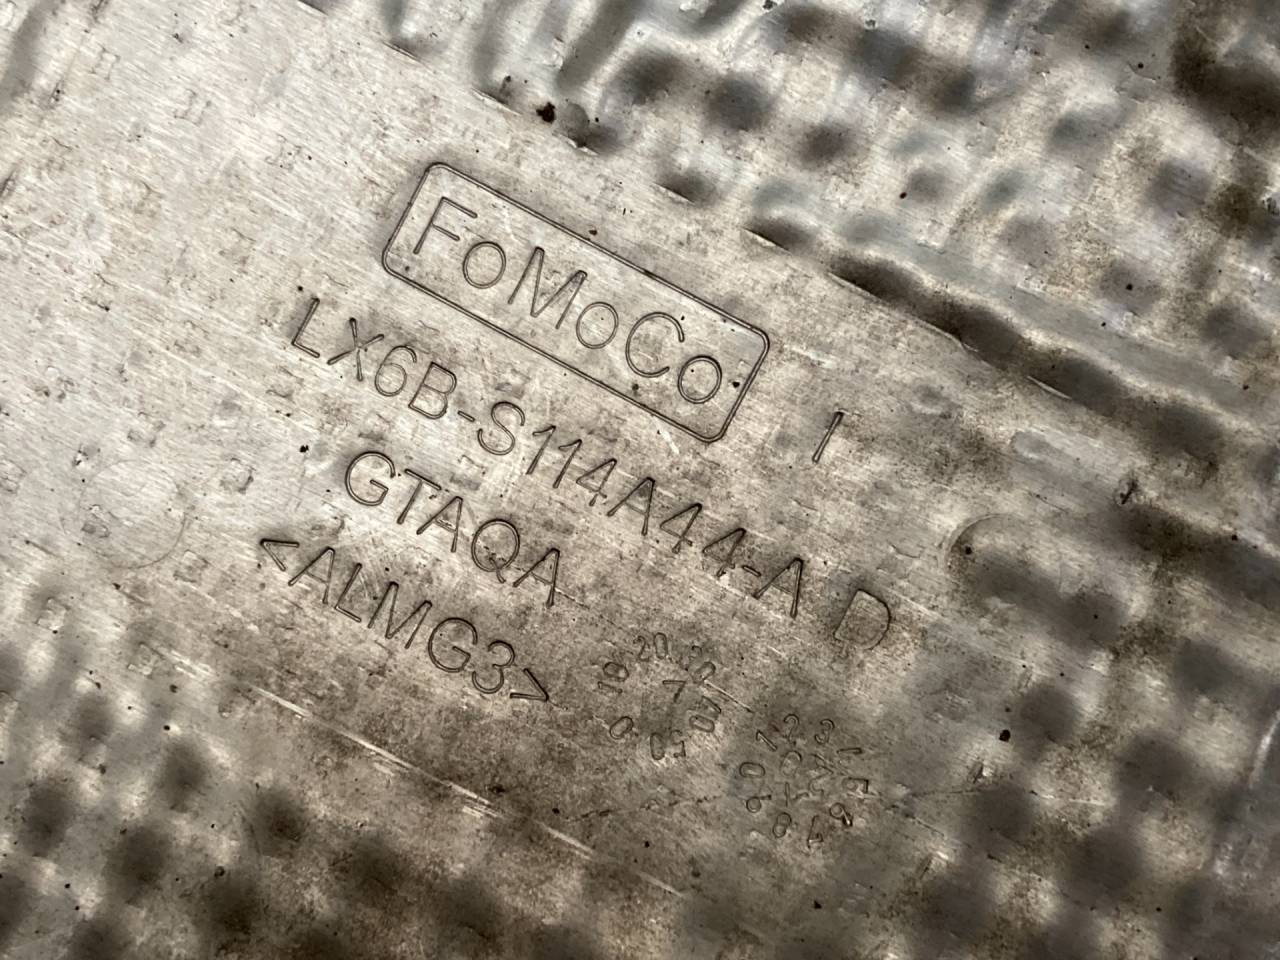 FoMoCo
I
LX6B-S114A44-A D
GTAQA
<ALMG3>